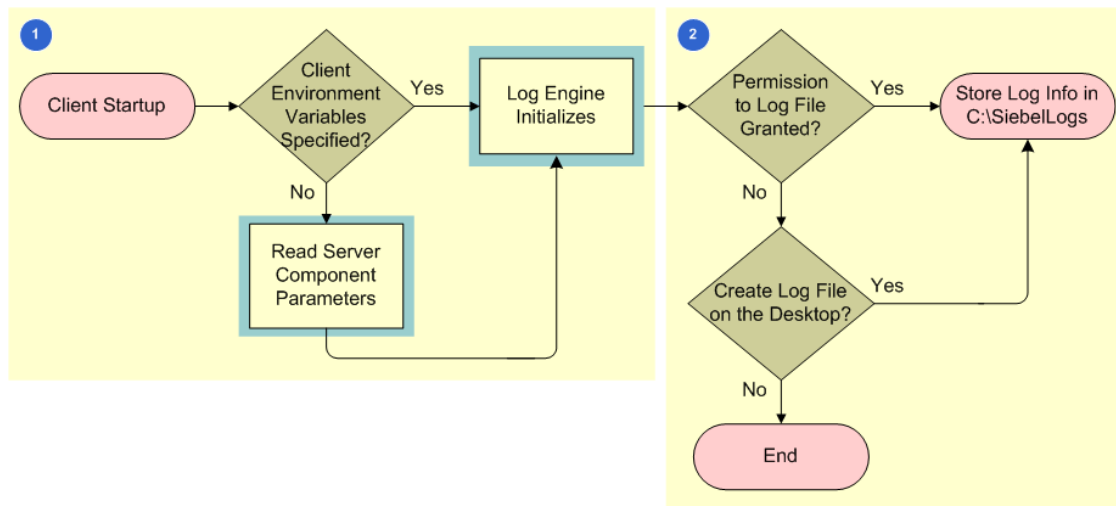 1
Client Startup
Client
Environment
Variables
Specified?
Yes
Log Engine
Initializes
No
Read Server
Component
Parameters
2
Permission
to Log File
Granted?
Yes
Store Log Info in
C:\SiebelLogs
No
Create Log File
on the Desktop?
Yes
No
End